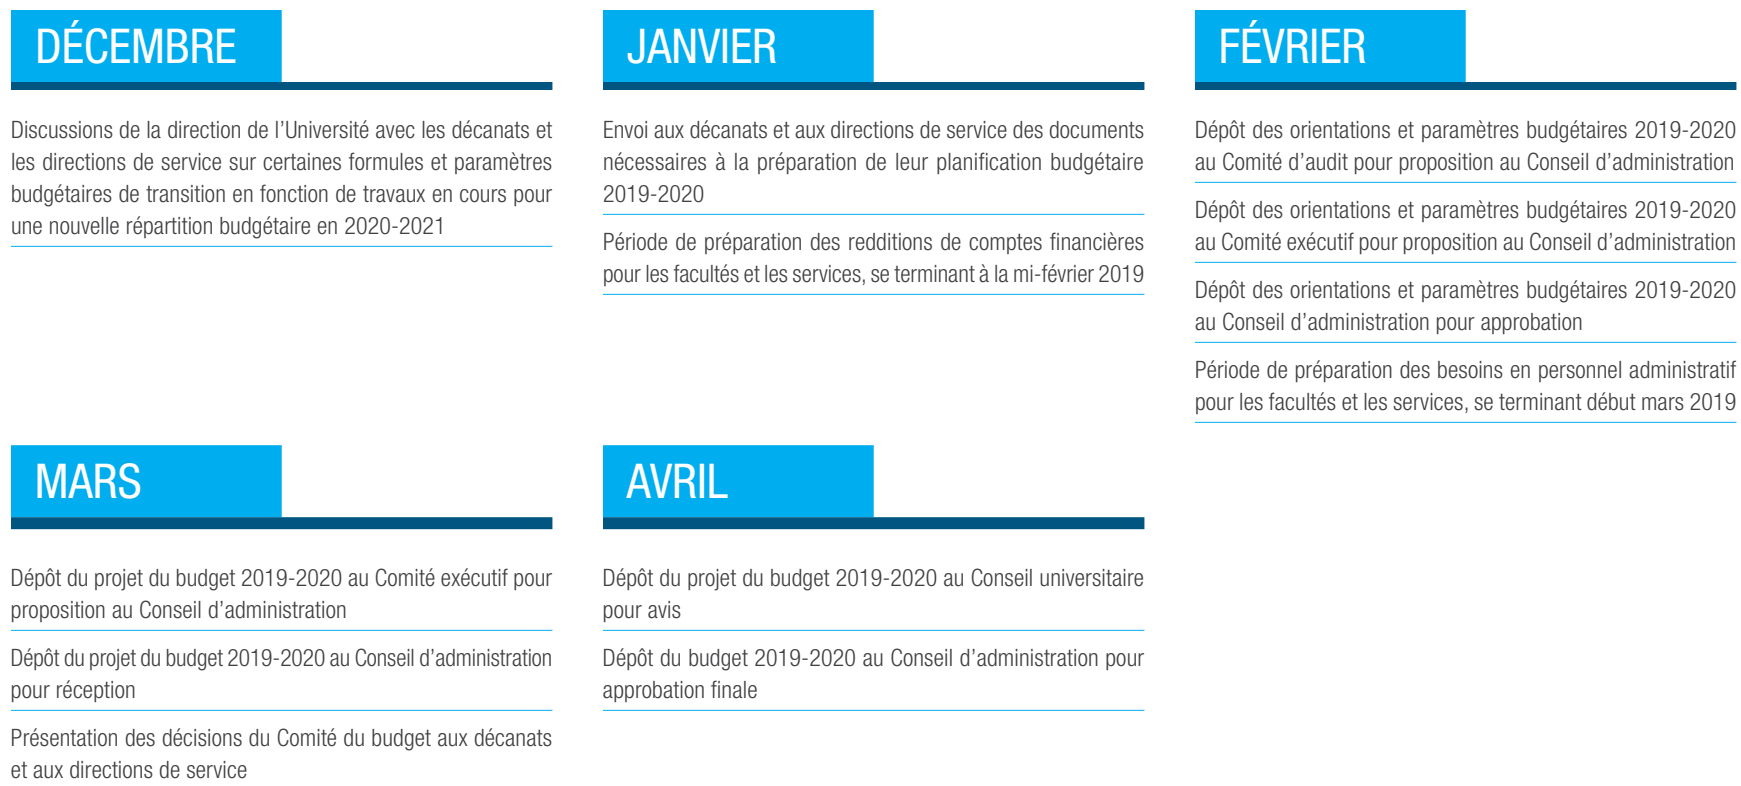 DÉCEMBRE
Discussions de la direction de l’Université avec les décanats et
les directions de service sur certaines formules et paramètres
budgétaires de transition en fonction de travaux en cours pour
une nouvelle répartition budgétaire en 2020-2021
JANVIER
Envoi aux décanats et aux directions de service des documents
nécessaires à la préparation de leur planification budgétaire
2019-2020
Période de préparation des redditions de comptes financières
pour les facultés et les services, se terminant à la mi-février 2019
FÉVRIER
Dépôt des orientations et paramètres budgétaires 2019-2020
au Comité d’audit pour proposition au Conseil d’administration
Dépôt des orientations et paramètres budgétaires 2019-2020
au Comité exécutif pour proposition au Conseil d’administration
Dépôt des orientations et paramètres budgétaires 2019-2020
au Conseil d’administration pour approbation
Période de préparation des besoins en personnel administratif
pour les facultés et les services, se terminant début mars 2019
MARS
Dépôt du projet du budget 2019-2020 au Comité exécutif pour
proposition au Conseil d’administration
Dépôt du projet du budget 2019-2020 au Conseil d’administration
pour réception
Présentation des décisions du Comité du budget aux décanats
et aux directions de service
AVRIL
Dépôt du projet du budget 2019-2020 au Conseil universitaire
pour avis
Dépôt du budget 2019-2020 au Conseil d’administration pour
approbation finale